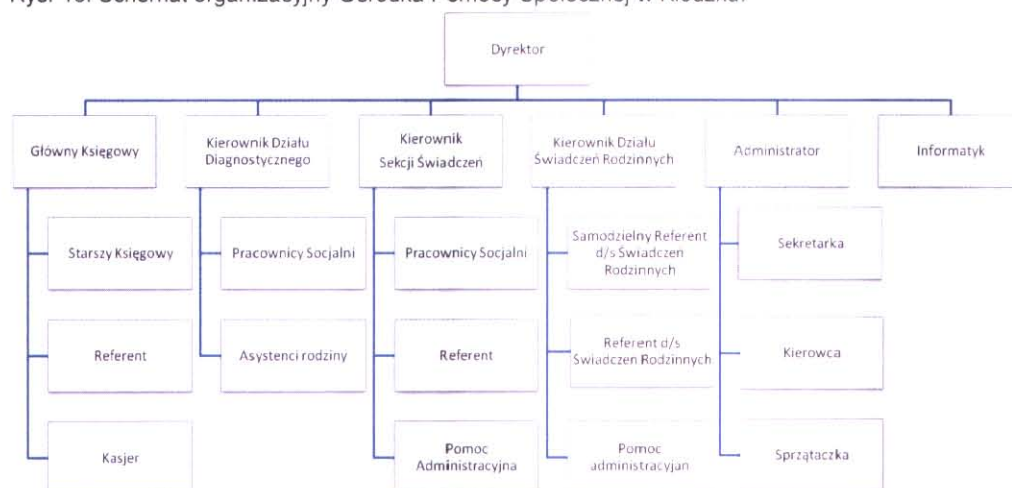 Dyrektor
Główny Księgowy
Kierownik Działu
Diagnostycznego
Kierownik
Sekcji Świadczeń
Kierownik Działu
Świadczeń Rodzinnych
Administrator
Informatyk
Starszy Księgowy
Pracownicy Socjalni
Pracownicy Socjalni
Samodzielny Referent
d/s Świadczen
Rodzinnych
Sekretarka
Referent
Asystenci rodziny
Referent
Referent d/s
Świadczen Rodzinnych
Kierowca
Kasjer
Pomoc
Administracyjna
Pomoc
administracyjan
Sprzątaczka